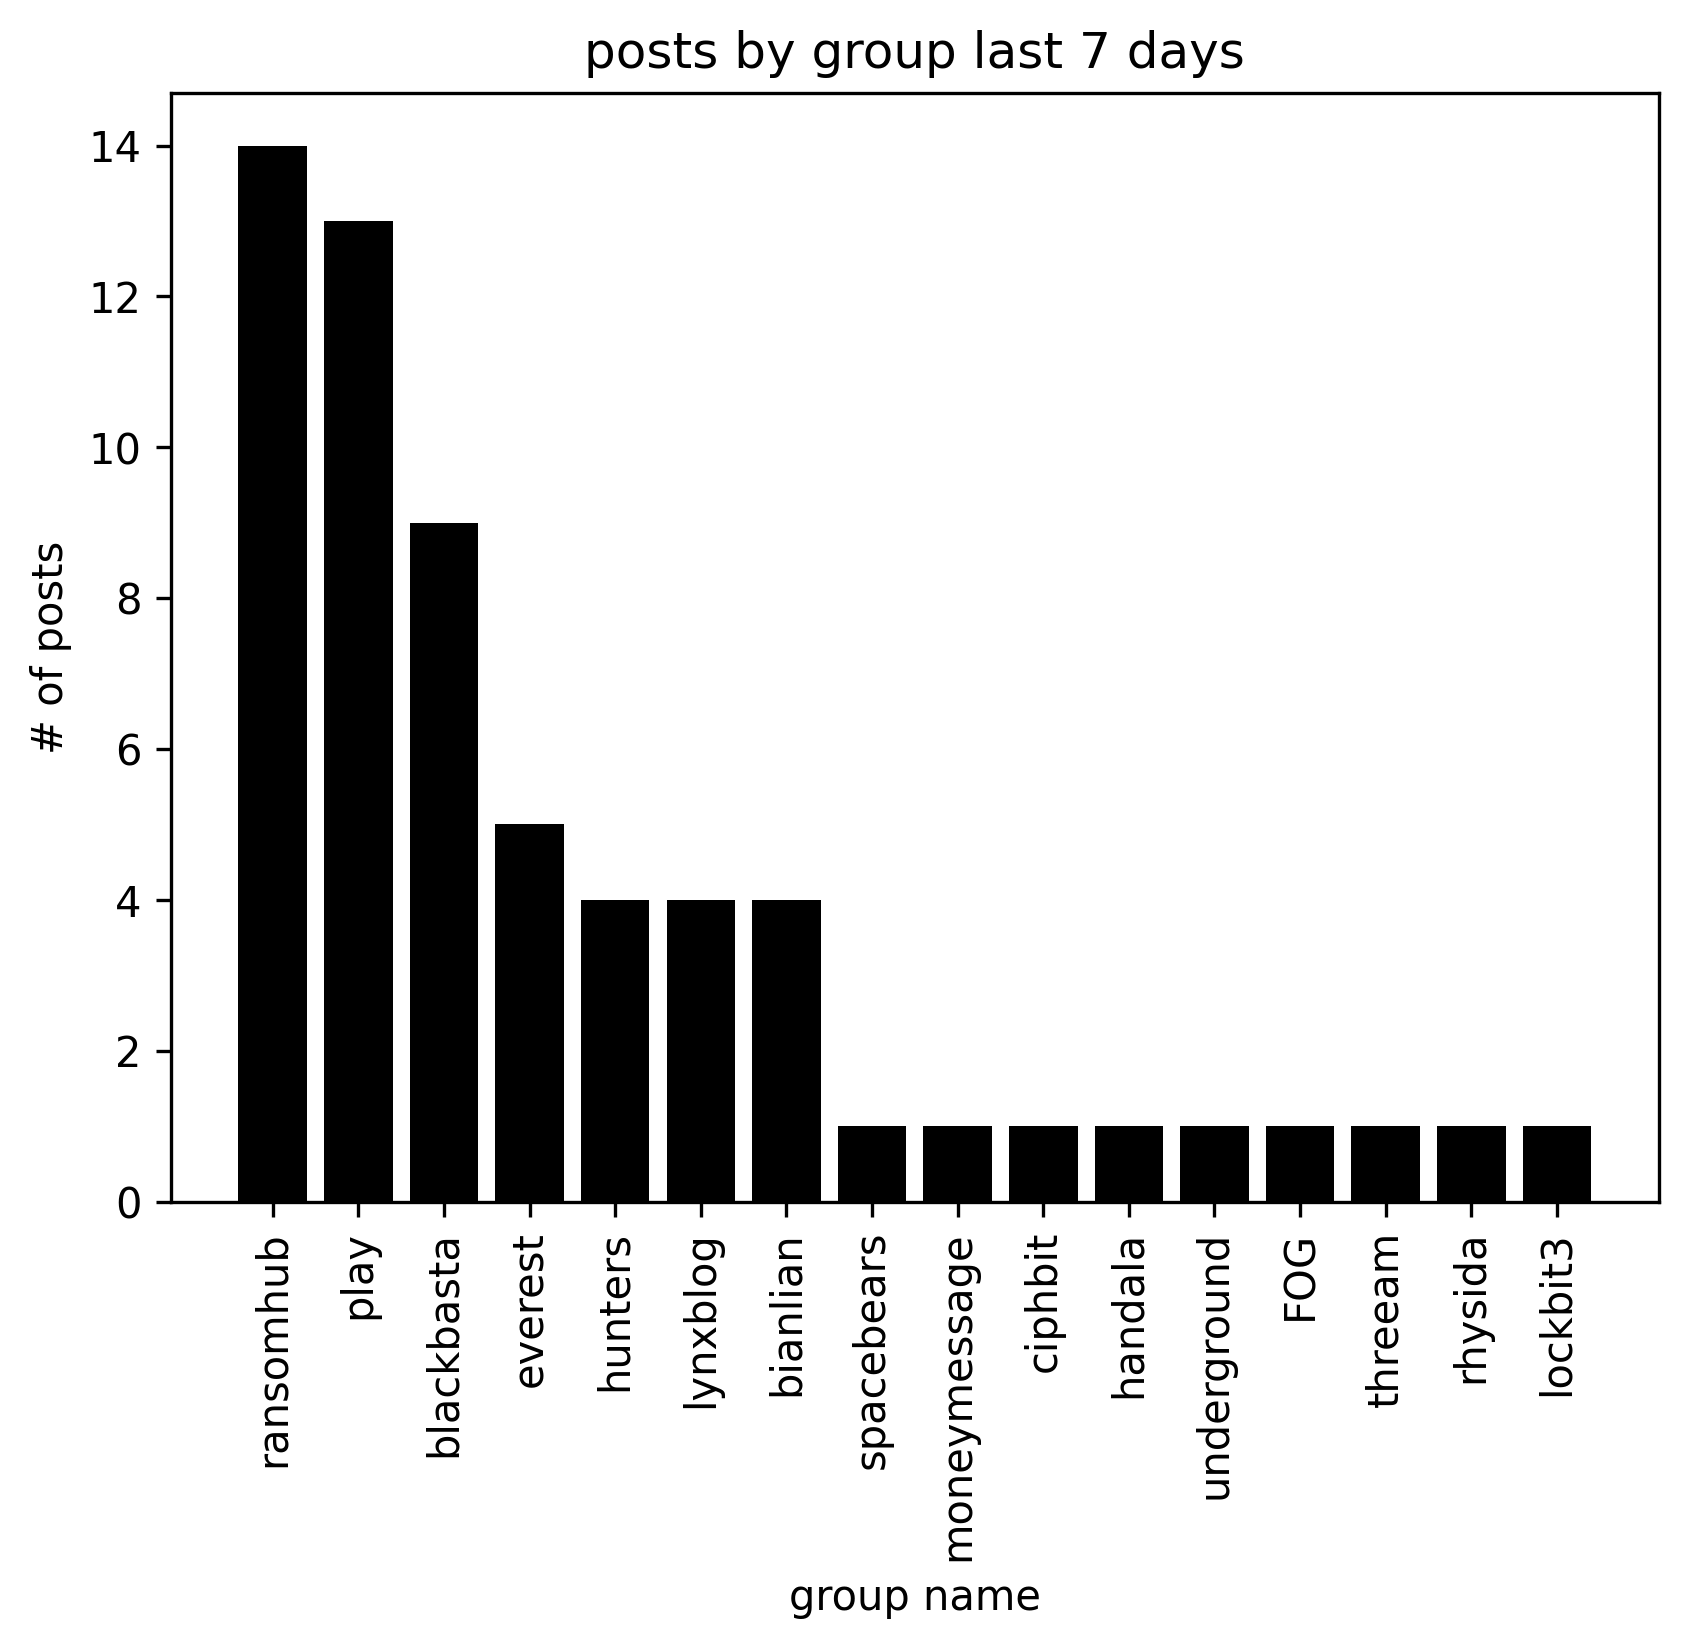 posts by group last 7 days
# of posts
14
12
10
8
6
4
2
0
ransomhub
play
blackbasta
everest
hunters
lynxblog
bianlian
spacebears
moneymessage
ciphbit
handala
underground
FOG
threeam
rhysida
lockbit3
group name